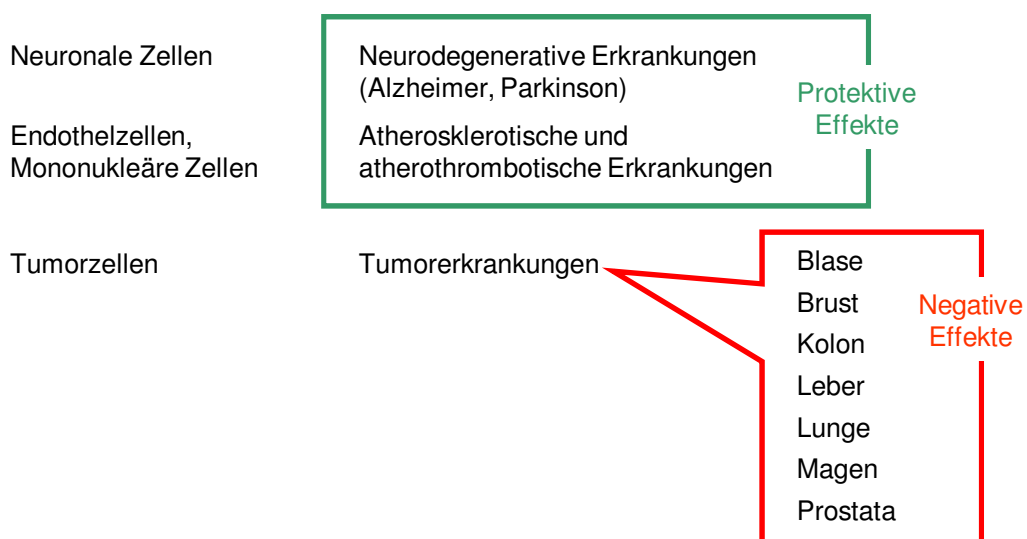 Neuronale Zellen
Neurodegenerative Erkrankungen
(Alzheimer, Parkinson)
Protektive
Effekte
Endothelzellen,
Mononukleäre Zellen
Atherosklerotische und
atherothrombotische Erkrankungen
Tumorzellen
Tumorerkrankungen
Blase
Brust
Kolon
Leber
Lunge
Magen
Prostata
Negative
Effekte